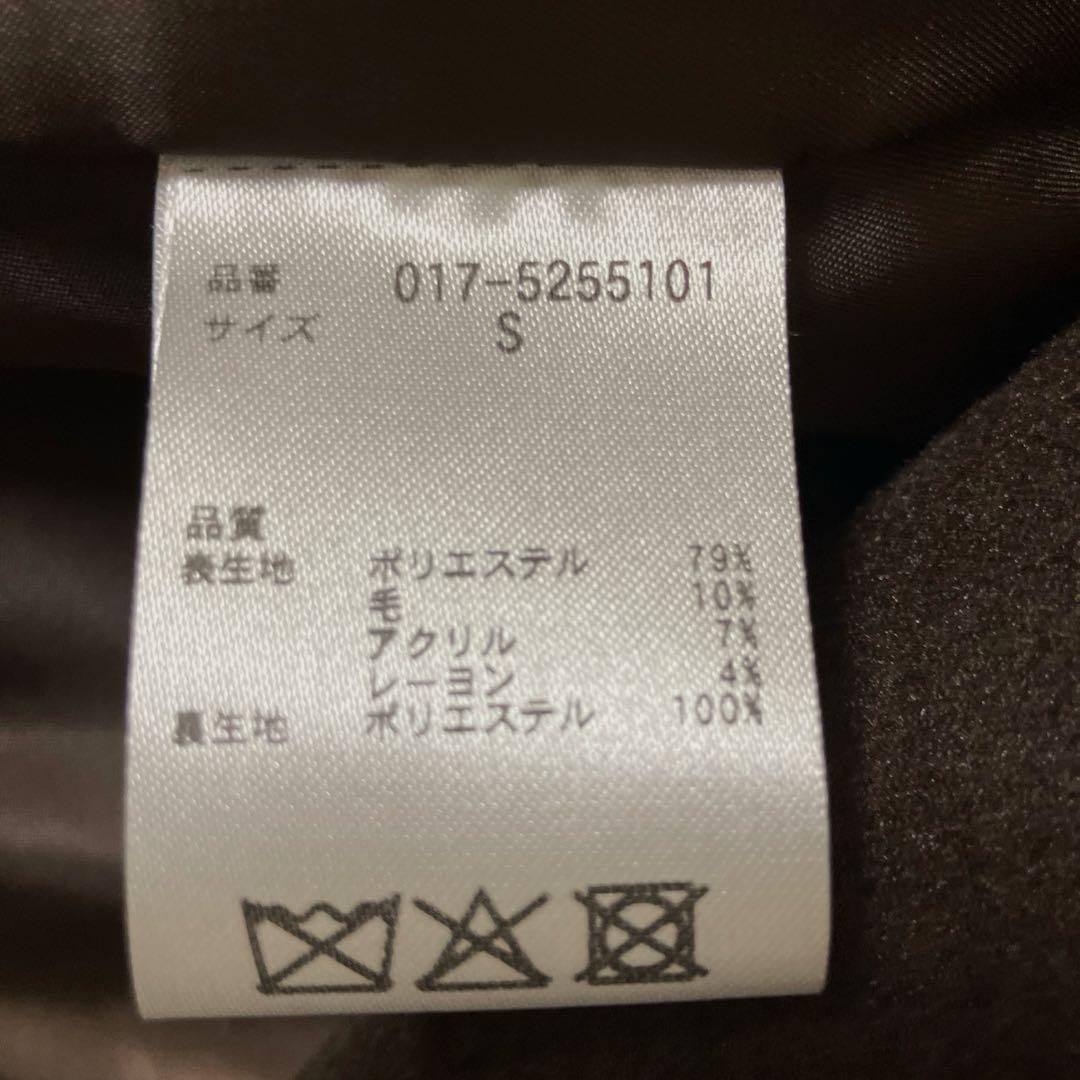 品番 017-5255101
サイズ S
品質
表生地 ポリエステル 79%
毛 10%
アクリル 7%
レーヨン 4%
裏生地 ポリエステル 100%